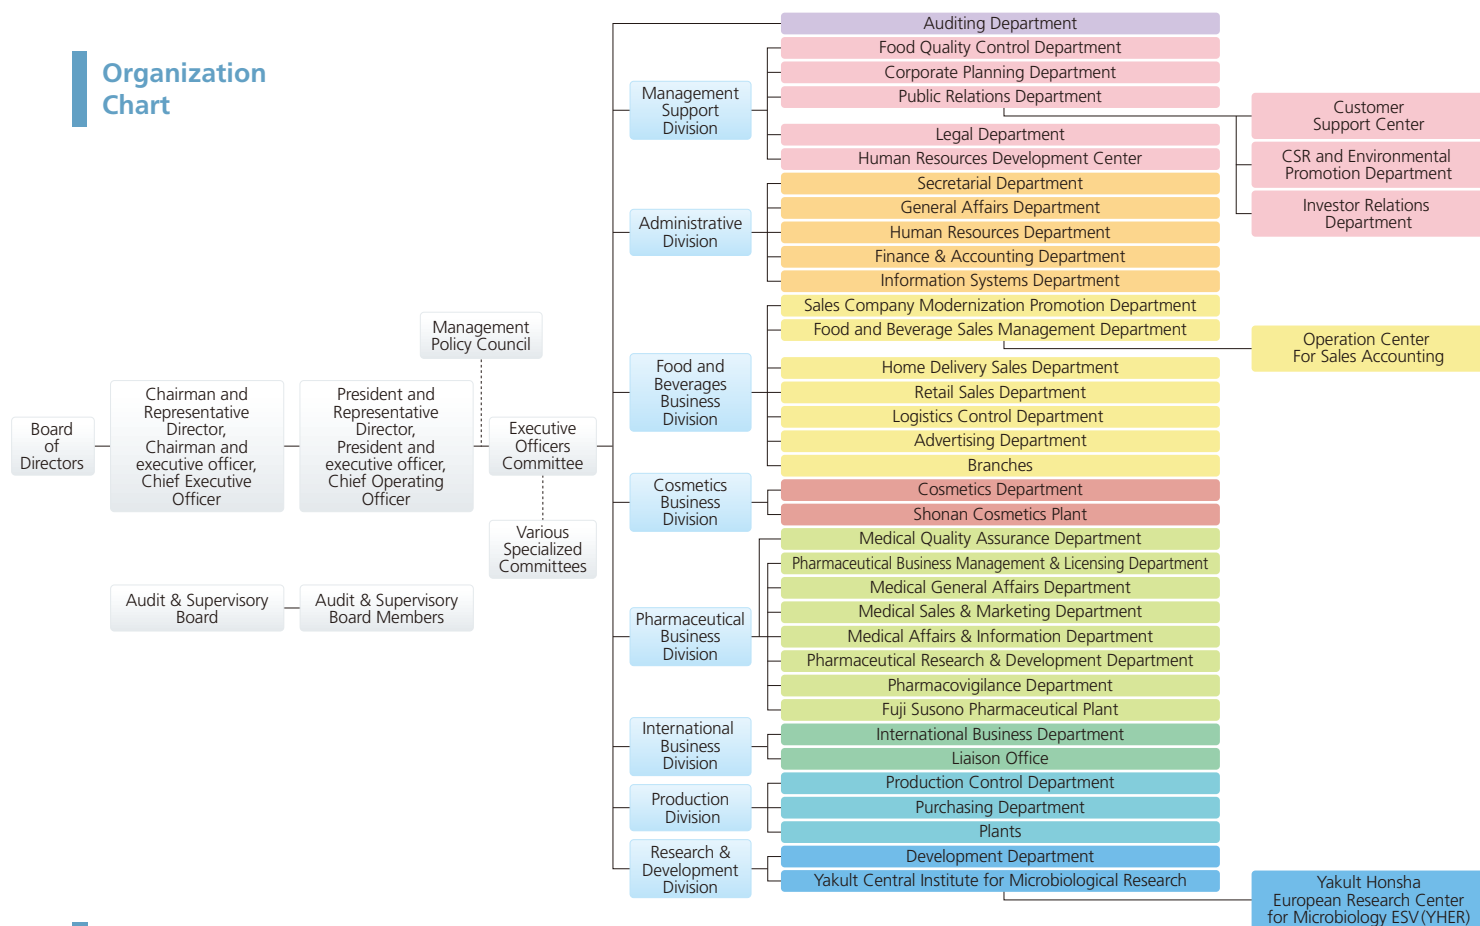 Organization
Chart
Board
of
Directors
Chairman and
Representative
Director,
Chairman and
executive officer,
Chief Executive
Officer
President and
Representative
Director,
President and
executive officer,
Chief Operating
Officer
Management
Policy Council
Executive
Officers
Committee
Various
Specialized
Committees
Audit & Supervisory
Board
Audit & Supervisory
Board Members
Auditing Department
Management
Support
Division
Food Quality Control Department
Corporate Planning Department
Public Relations Department
Legal Department
Human Resources Development Center
Customer
Support Center
CSR and Environmental
Promotion Department
Investor Relations
Department
Administrative
Division
Secretarial Department
General Affairs Department
Human Resources Department
Finance & Accounting Department
Information Systems Department
Food and
Beverages
Business
Division
Sales Company Modernization Promotion Department
Food and Beverage Sales Management Department
Home Delivery Sales Department
Retail Sales Department
Logistics Control Department
Advertising Department
Branches
Operation Center
For Sales Accounting
Cosmetics
Business
Division
Cosmetics Department
Shonan Cosmetics Plant
Pharmaceutical
Business
Division
Medical Quality Assurance Department
Pharmaceutical Business Management & Licensing Department
Medical General Affairs Department
Medical Sales & Marketing Department
Medical Affairs & Information Department
Pharmaceutical Research & Development Department
Pharmacovigilance Department
Fuji Susono Pharmaceutical Plant
International
Business
Division
International Business Department
Liaison Office
Production
Division
Production Control Department
Purchasing Department
Plants
Research &
Development
Division
Development Department
Yakult Central Institute for Microbiological Research
Yakult Honsha
European Research Center
for Microbiology ESV (YHER)